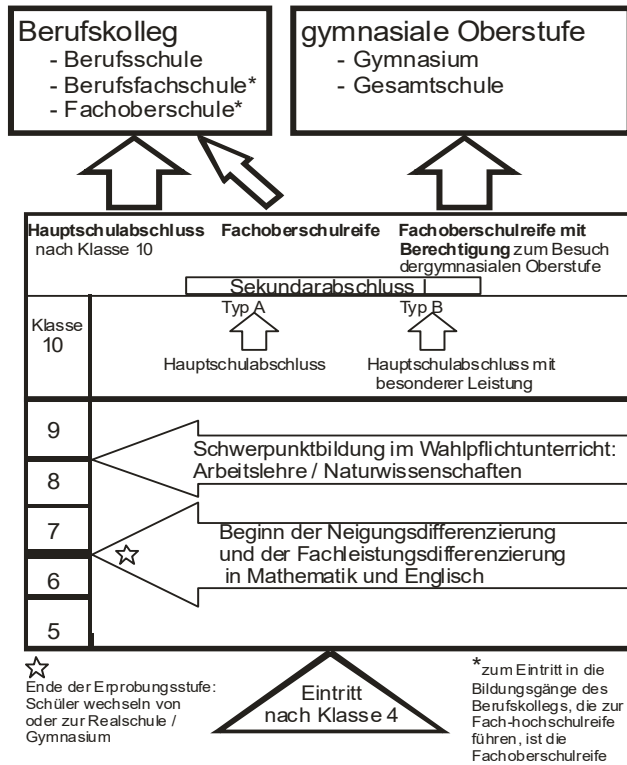 Berufskolleg
- Berufsschule
- Berufsfachschule*
- Fachoberschule*
gymnasiale Oberstufe
- Gymnasium
- Gesamtschule
Hauptschulabschluss
nach Klasse 10
Fachoberschulreife
Fachoberschulreife mit
Berechtigung zum Besuch
dergymnasialen Oberstufe
Sekundarabschluss I
Klasse
10
Typ A
Typ B
Hauptschulabschluss
Hauptschulabschluss mit
besonderer Leistung
9
Schwerpunktbildung im Wahlpflichtunterricht:
Arbeitslehre / Naturwissenschaften
8
7
Beginn der Neigungsdifferenzierung
und der Fachleistungsdifferenzierung
in Mathematik und Englisch
6
5
Ende der Erprobungsstufe:
Schüler wechseln von
oder zur Realschule /
Gymnasium
Eintritt
nach Klasse 4
*zum Eintritt in die
Bildungsgänge des
Berufskollegs, die zur
Fach-hochschulreife
führen, ist die
Fachoberschulreife